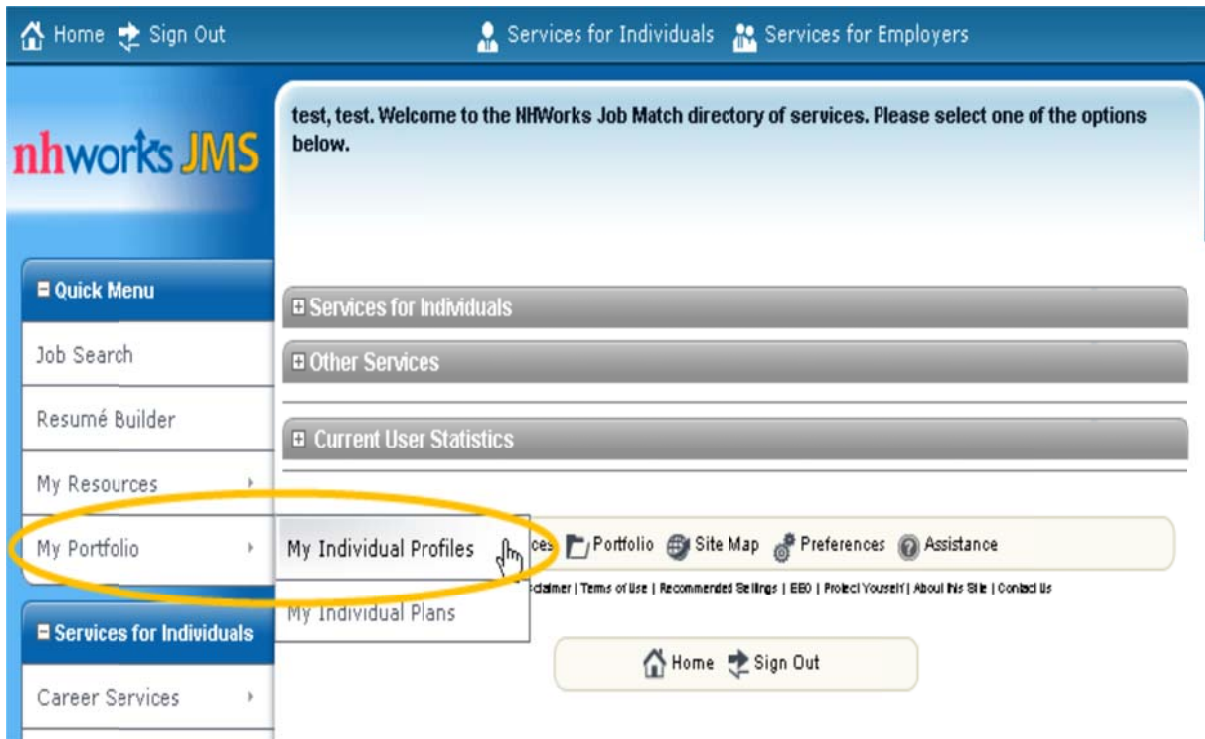 Home Sign Out Services for Individuals Services for Employers
nhworks JMS
test, test. Welcome to the NHWorks Job Match directory of services. Please select one of the options
below.
Quick Menu
Job Search
Resumé Builder
My Resources
My Portfolio
Services for Individuals
Career Services
Services for Individuals
Other Services
Current User Statistics
My Individual Profiles
My Individual Plans
ces Portfolio Site Map Preferences Assistance
claimer | Terms of Use | Recommended Settings | EEO | Protect Yourself | About this Site | Contact Us
Home Sign Out